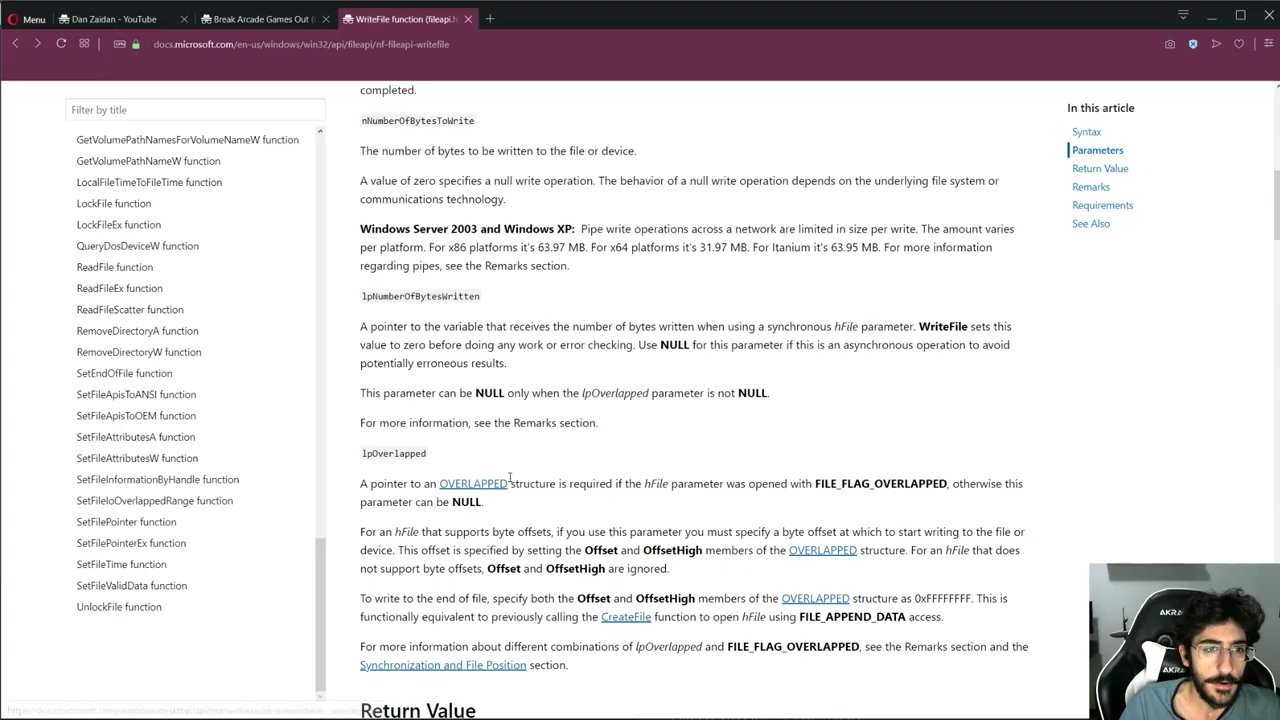 Menu
Dan Zaidan - YouTube
Break Arcade Games Out (
WriteFile function (fileapi.h
VPN
docs.microsoft.com/en-us/windows/win32/api/fileapi/nf-fileapi-writefile
Filter by title
GetVolumePathNamesForVolumeNameW function
GetVolumePathNameW function
LocalFileTimeToFileTime function
LockFile function
LockFileEx function
QueryDosDeviceW function
ReadFile function
ReadFileEx function
ReadFileScatter function
RemoveDirectoryA function
RemoveDirectoryW function
SetEndOfFile function
SetFileApisToANSI function
SetFileApisToOEM function
SetFileAttributesA function
SetFileAttributesW function
SetFileInformationByHandle function
SetFileIoOverlappedRange function
SetFilePointer function
SetFilePointerEx function
SetFileTime function
SetFileValidData function
UnlockFile function
completed.
nNumberOfBytesToWrite
The number of bytes to be written to the file or device.
A value of zero specifies a null write operation. The behavior of a null write operation depends on the underlying file system or
communications technology.
Windows Server 2003 and Windows XP: Pipe write operations across a network are limited in size per write. The amount varies
per platform. For x86 platforms it's 63.97 MB. For x64 platforms it's 31.97 MB. For Itanium it's 63.95 MB. For more information
regarding pipes, see the Remarks section.
lpNumberOfBytesWritten
A pointer to the variable that receives the number of bytes written when using a synchronous hFile parameter. WriteFile sets this
value to zero before doing any work or error checking. Use NULL for this parameter if this is an asynchronous operation to avoid
potentially erroneous results.
This parameter can be NULL only when the lpOverlapped parameter is not NULL.
For more information, see the Remarks section.
lpOverlapped
A pointer to an OVERLAPPED structure is required if the hFile parameter was opened with FILE_FLAG_OVERLAPPED, otherwise this
parameter can be NULL.
For an hFile that supports byte offsets, if you use this parameter you must specify a byte offset at which to start writing to the file or
device. This offset is specified by setting the Offset and OffsetHigh members of the OVERLAPPED structure. For an hFile that does
not support byte offsets, Offset and OffsetHigh are ignored.
To write to the end of file, specify both the Offset and OffsetHigh members of the OVERLAPPED structure as 0xFFFFFFFF. This is
functionally equivalent to previously calling the CreateFile function to open hFile using FILE_APPEND_DATA access.
For more information about different combinations of lpOverlapped and FILE_FLAG_OVERLAPPED, see the Remarks section and the
Synchronization and File Position section.
Return Value
In this article
Syntax
Parameters
Return Value
Remarks
Requirements
See Also
AKRA